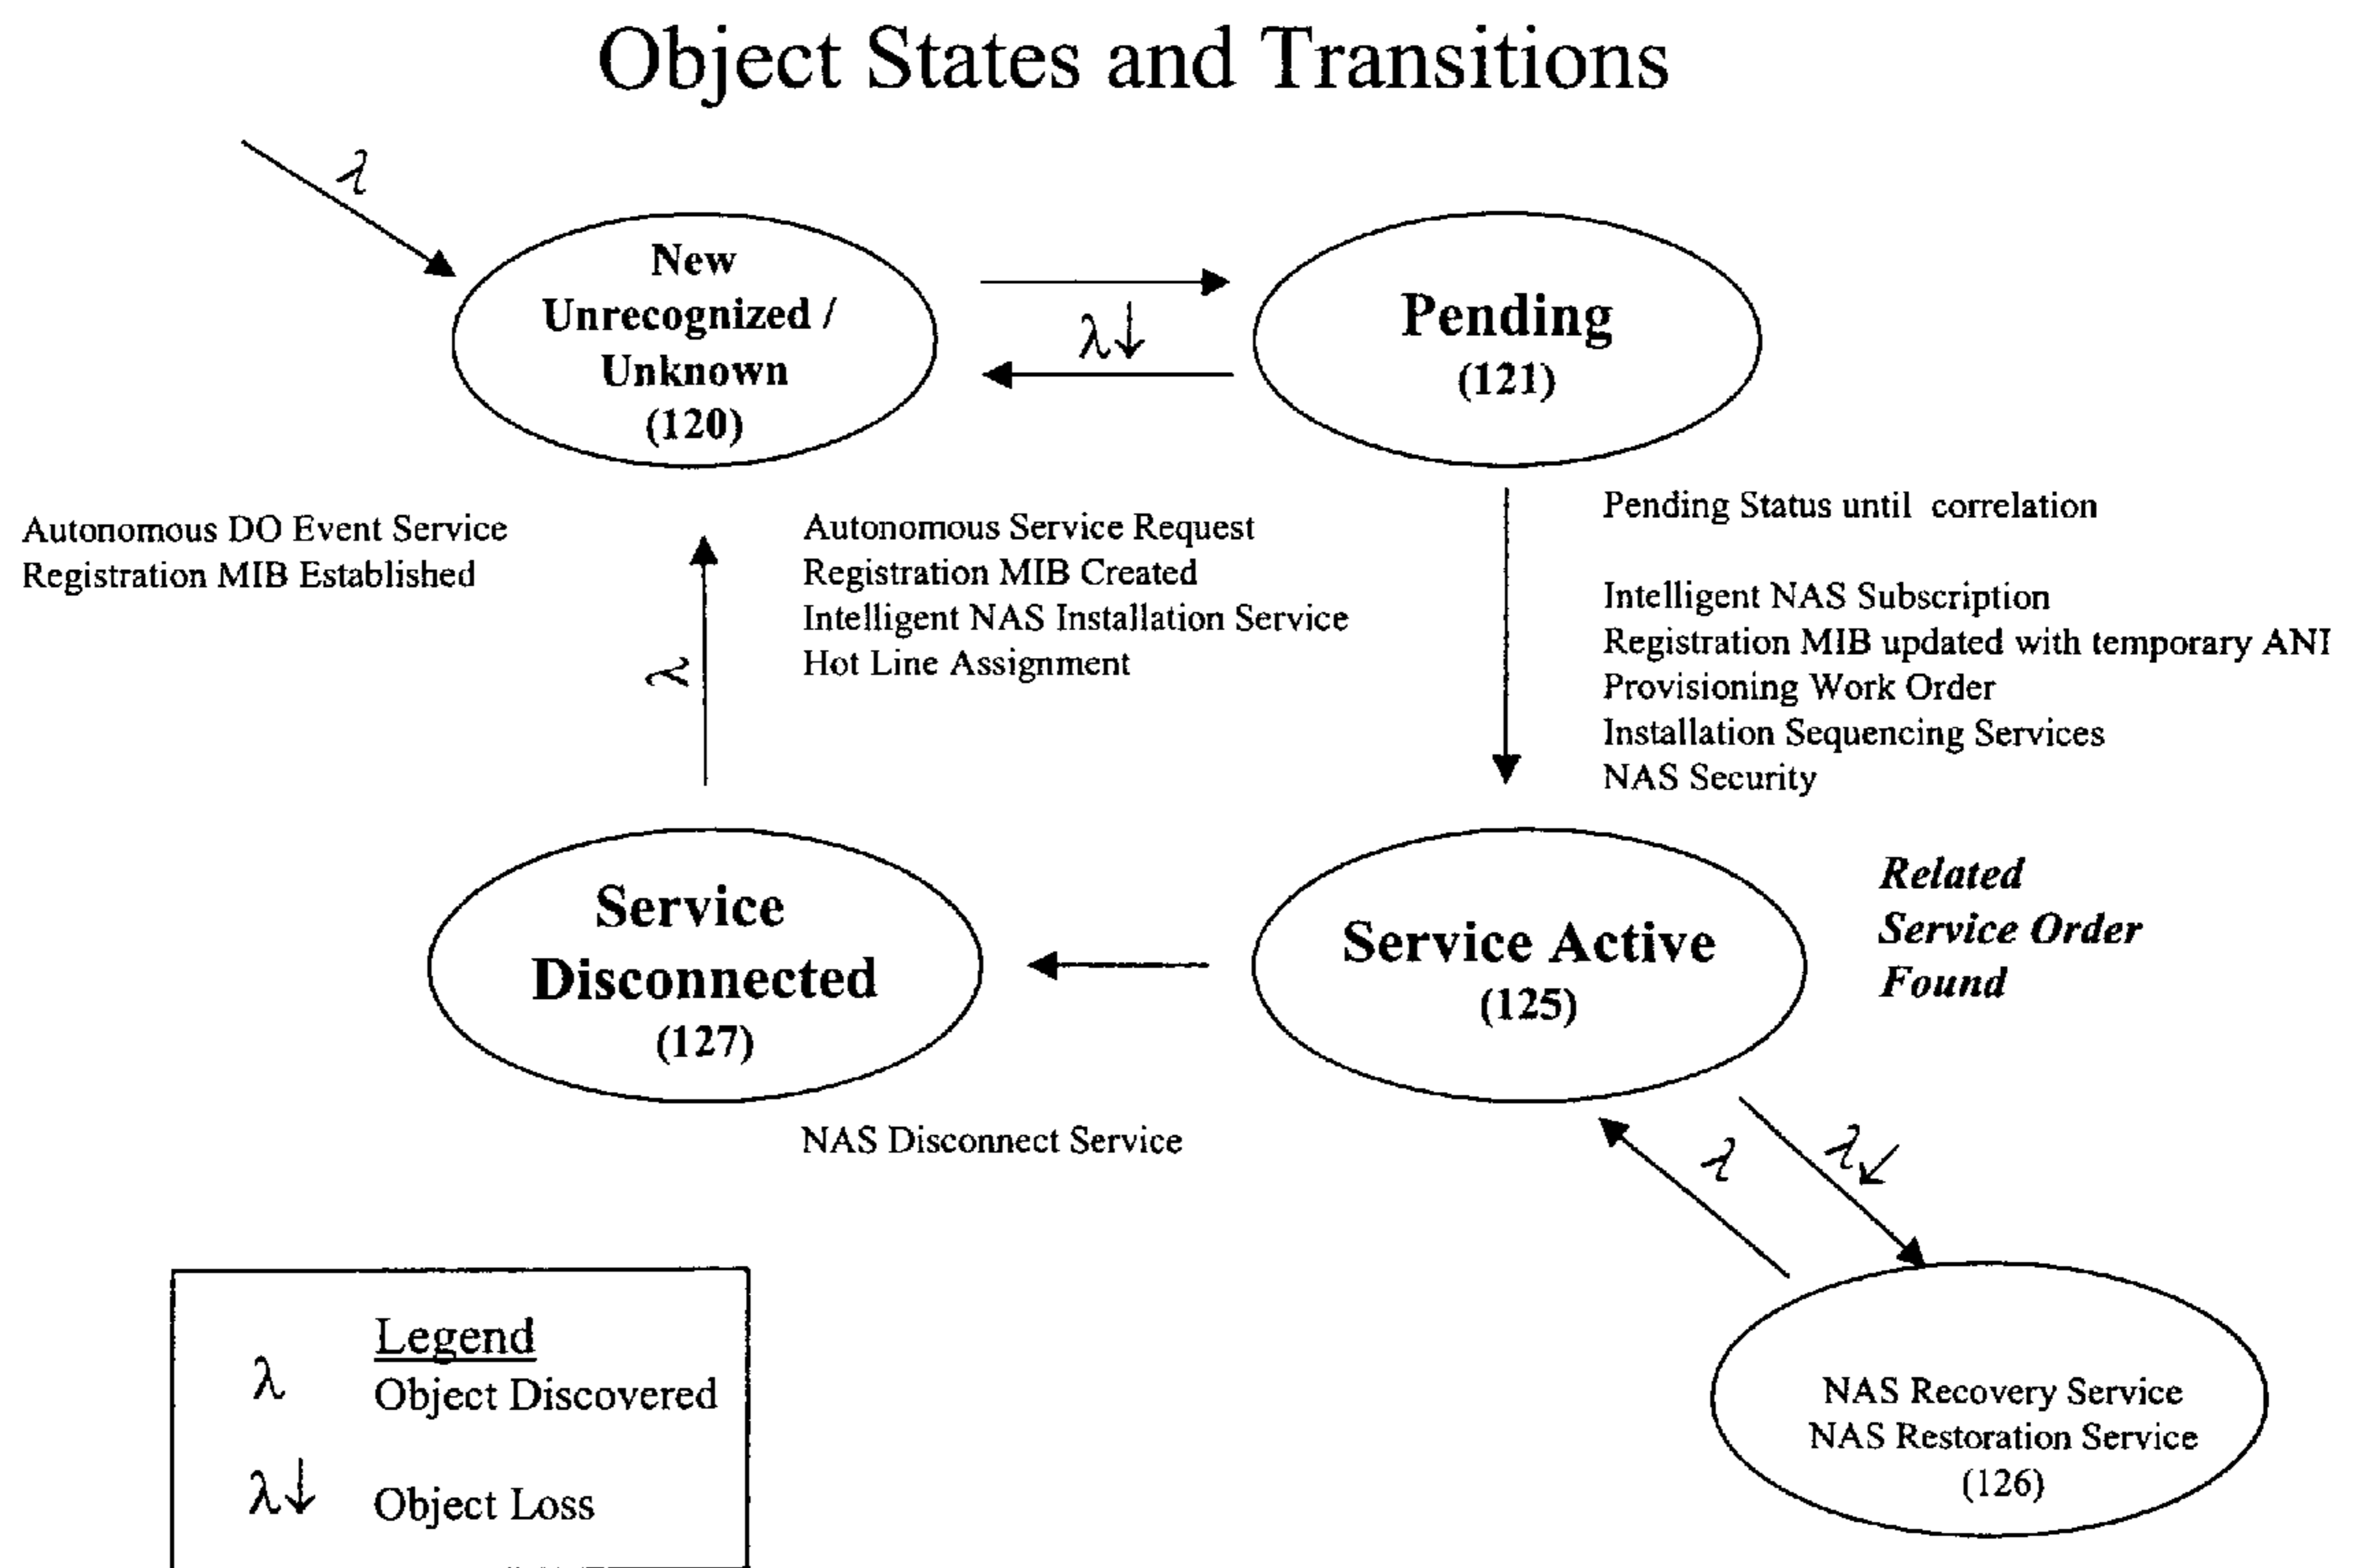 Object States and Transitions
λ
New
Unrecognized /
Unknown
(120)
λ↓
Pending
(121)
Autonomous DO Event Service
Registration MIB Established
λ
Autonomous Service Request
Registration MIB Created
Intelligent NAS Installation Service
Hot Line Assignment
Pending Status until correlation
Intelligent NAS Subscription
Registration MIB updated with temporary ANI
Provisioning Work Order
Installation Sequencing Services
NAS Security
Service
Disconnected
(127)
Service Active
(125)
Related
Service Order
Found
NAS Disconnect Service
λ
λ↓
NAS Recovery Service
NAS Restoration Service
(126)
Legend
λ Object Discovered
λ↓ Object Loss